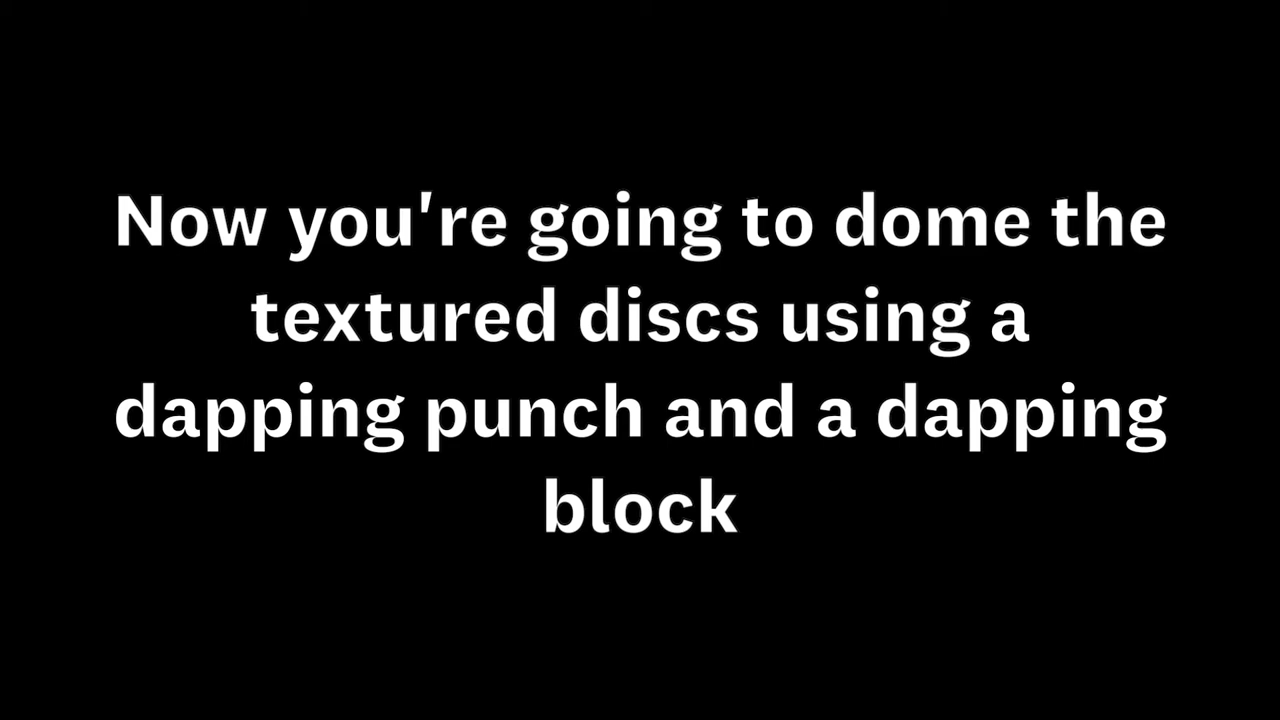 Now you're going to dome the
textured discs using a
dapping punch and a dapping
block